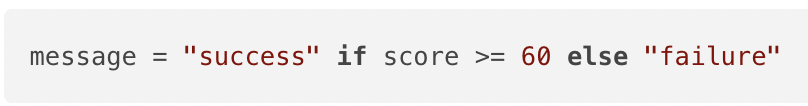 message = "success" if score >= 60 else "failure"